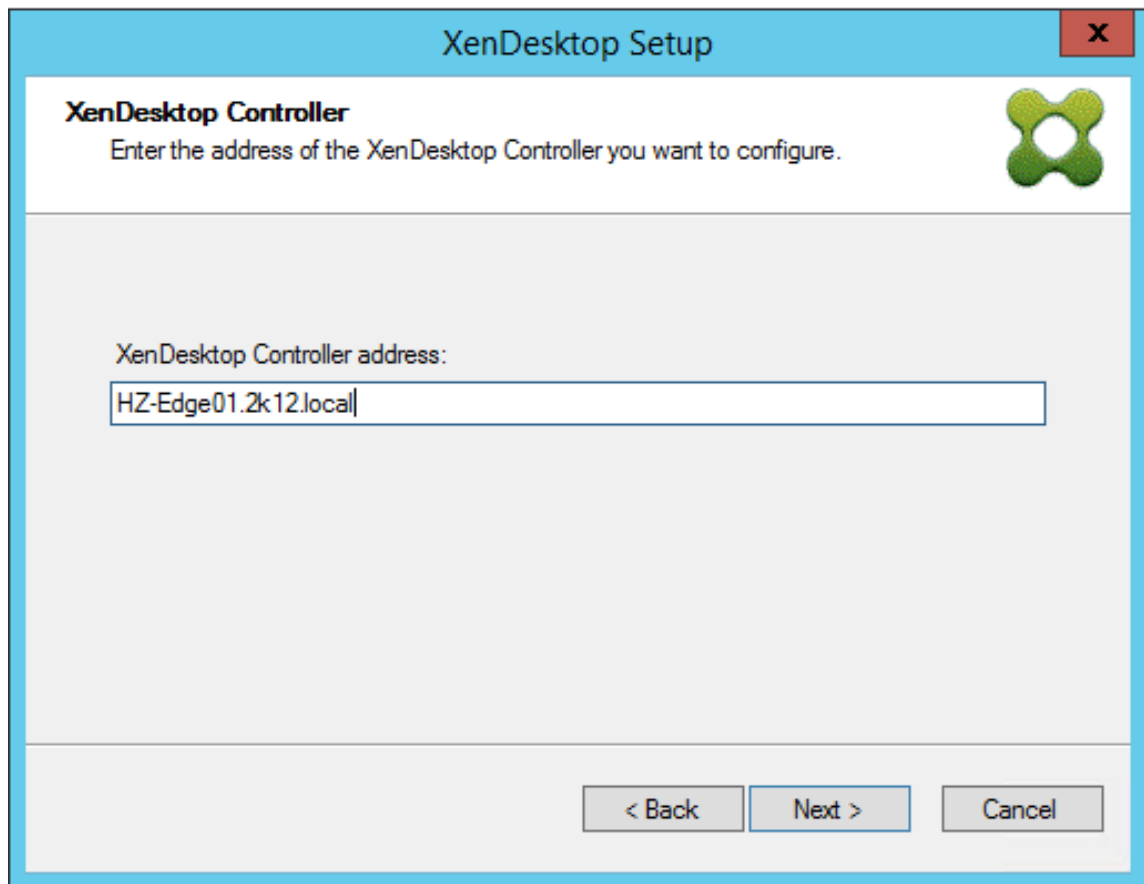 XenDesktop Setup
x
XenDesktop Controller
Enter the address of the XenDesktop Controller you want to configure.
XenDesktop Controller address:
HZ-Edge01.2k12.local
< Back
Next >
Cancel